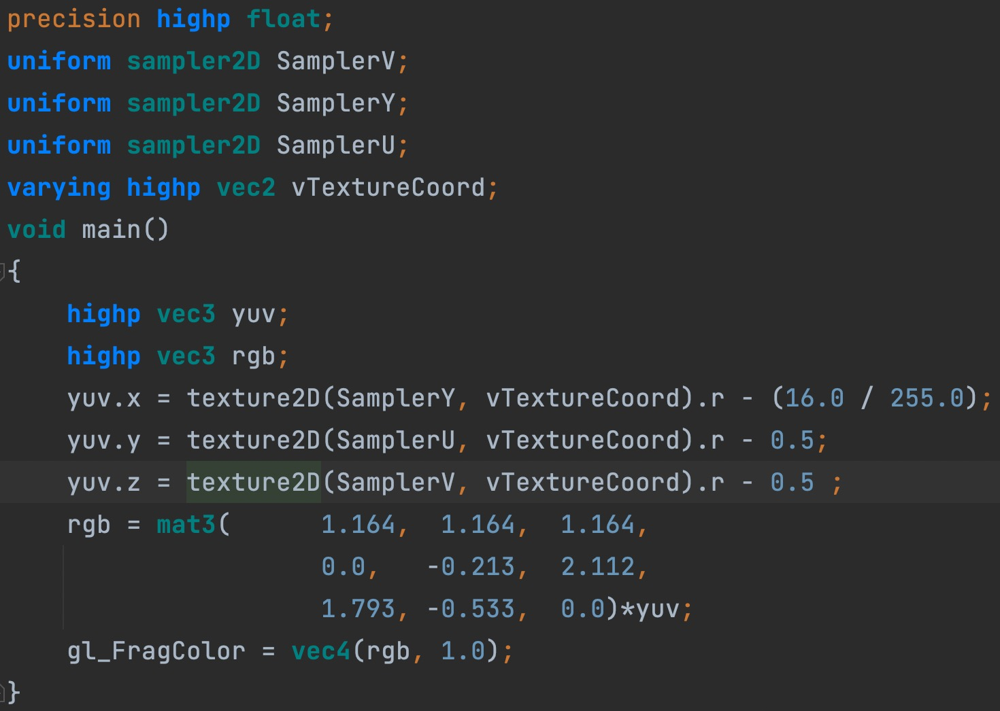 precision highp float;
uniform sampler2D SamplerV;
uniform sampler2D SamplerY;
uniform sampler2D SamplerU;
varying highp vec2 vTextureCoord;
void main()
{
    highp vec3 yuv;
    highp vec3 rgb;
    yuv.x = texture2D(SamplerY, vTextureCoord).r - (16.0 / 255.0);
    yuv.y = texture2D(SamplerU, vTextureCoord).r - 0.5;
    yuv.z = texture2D(SamplerV, vTextureCoord).r - 0.5 ;
    rgb = mat3(      1.164,  1.164,  1.164,
                     0.0,   -0.213,  2.112,
                     1.793, -0.533,  0.0)*yuv;
    gl_FragColor = vec4(rgb, 1.0);
}